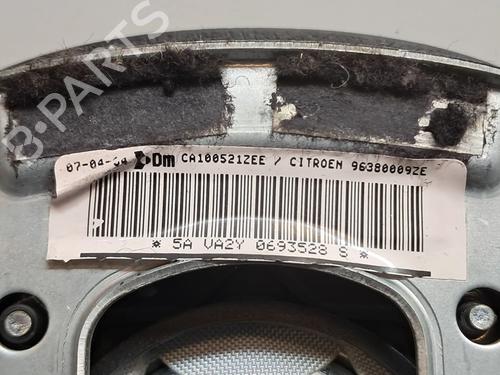 B-PARTS
07-04-04 Dm CA100521ZEE / CITROEN 96380009ZE
* 5A VA2Y 0693528 8 *